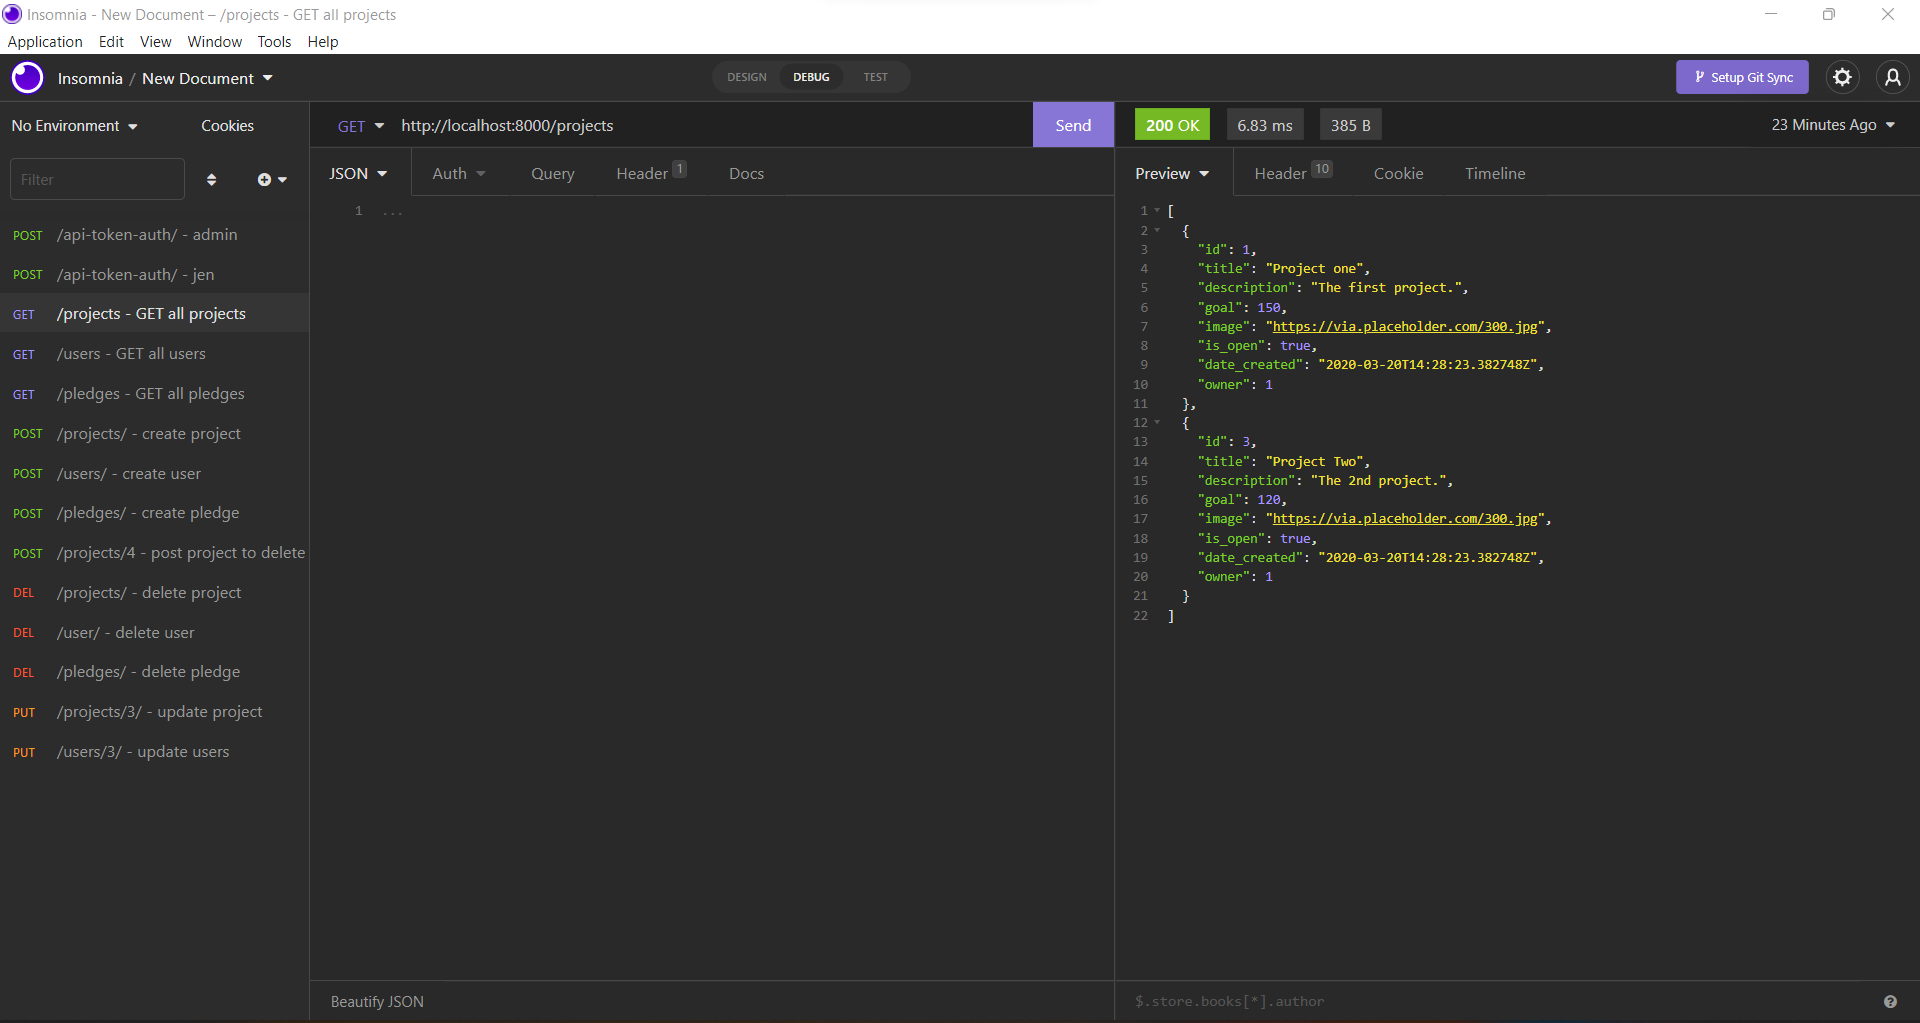 Insomnia - New Document – /projects - GET all projects
Application Edit View Window Tools Help
Insomnia / New Document
DESIGN DEBUG TEST
Setup Git Sync
No Environment Cookies
GET http://localhost:8000/projects Send
200 OK 6.83 ms 385 B 23 Minutes Ago
Filter
JSON Auth Query Header 1 Docs
Preview Header 10 Cookie Timeline
POST /api-token-auth/ - admin
POST /api-token-auth/ - jen
GET /projects - GET all projects
GET /users - GET all users
GET /pledges - GET all pledges
POST /projects/ - create project
POST /users/ - create user
POST /pledges/ - create pledge
POST /projects/4 - post project to delete
DEL /projects/ - delete project
DEL /user/ - delete user
DEL /pledges/ - delete pledge
PUT /projects/3/ - update project
PUT /users/3/ - update users
1 ...
Beautify JSON
1 [
2 {
3 "id": 1,
4 "title": "Project one",
5 "description": "The first project.",
6 "goal": 150,
7 "image": "https://via.placeholder.com/300.jpg",
8 "is_open": true,
9 "date_created": "2020-03-20T14:28:23.382748Z",
10 "owner": 1
11 },
12 {
13 "id": 3,
14 "title": "Project Two",
15 "description": "The 2nd project.",
16 "goal": 120,
17 "image": "https://via.placeholder.com/300.jpg",
18 "is_open": true,
19 "date_created": "2020-03-20T14:28:23.382748Z",
20 "owner": 1
21 }
22 ]
$.store.books[*].author